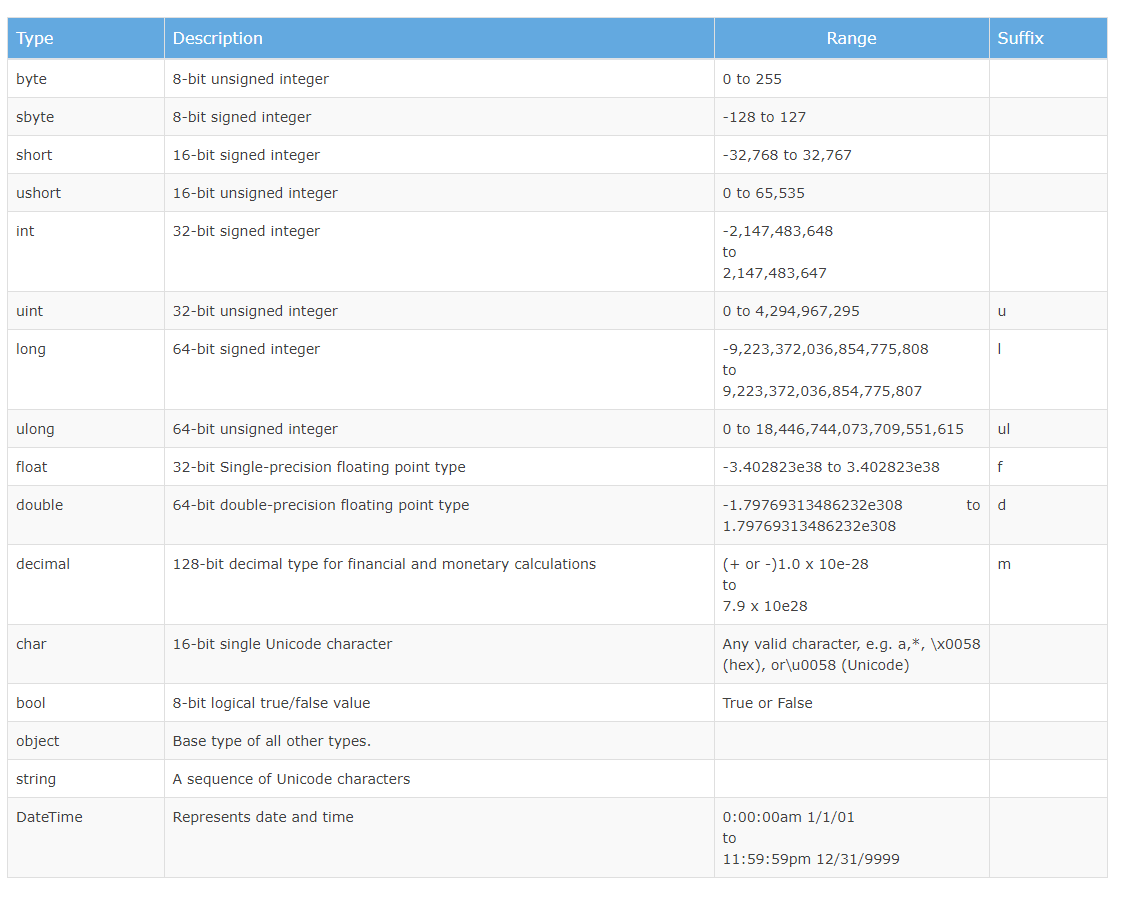 Type Description Range Suffix
byte 8-bit unsigned integer 0 to 255
sbyte 8-bit signed integer -128 to 127
short 16-bit signed integer -32,768 to 32,767
ushort 16-bit unsigned integer 0 to 65,535
int 32-bit signed integer -2,147,483,648
to
2,147,483,647
uint 32-bit unsigned integer 0 to 4,294,967,295 u
long 64-bit signed integer -9,223,372,036,854,775,808 l
to
9,223,372,036,854,775,807
ulong 64-bit unsigned integer 0 to 18,446,744,073,709,551,615 ul
float 32-bit Single-precision floating point type -3.402823e38 to 3.402823e38 f
double 64-bit double-precision floating point type -1.79769313486232e308 to d
1.79769313486232e308
decimal 128-bit decimal type for financial and monetary calculations (+ or -)1.0 x 10e-28 m
to
7.9 x 10e28
char 16-bit single Unicode character Any valid character, e.g. a,*, \x0058
(hex), or\u0058 (Unicode)
bool 8-bit logical true/false value True or False
object Base type of all other types.
string A sequence of Unicode characters
DateTime Represents date and time 0:00:00am 1/1/01
to
11:59:59pm 12/31/9999